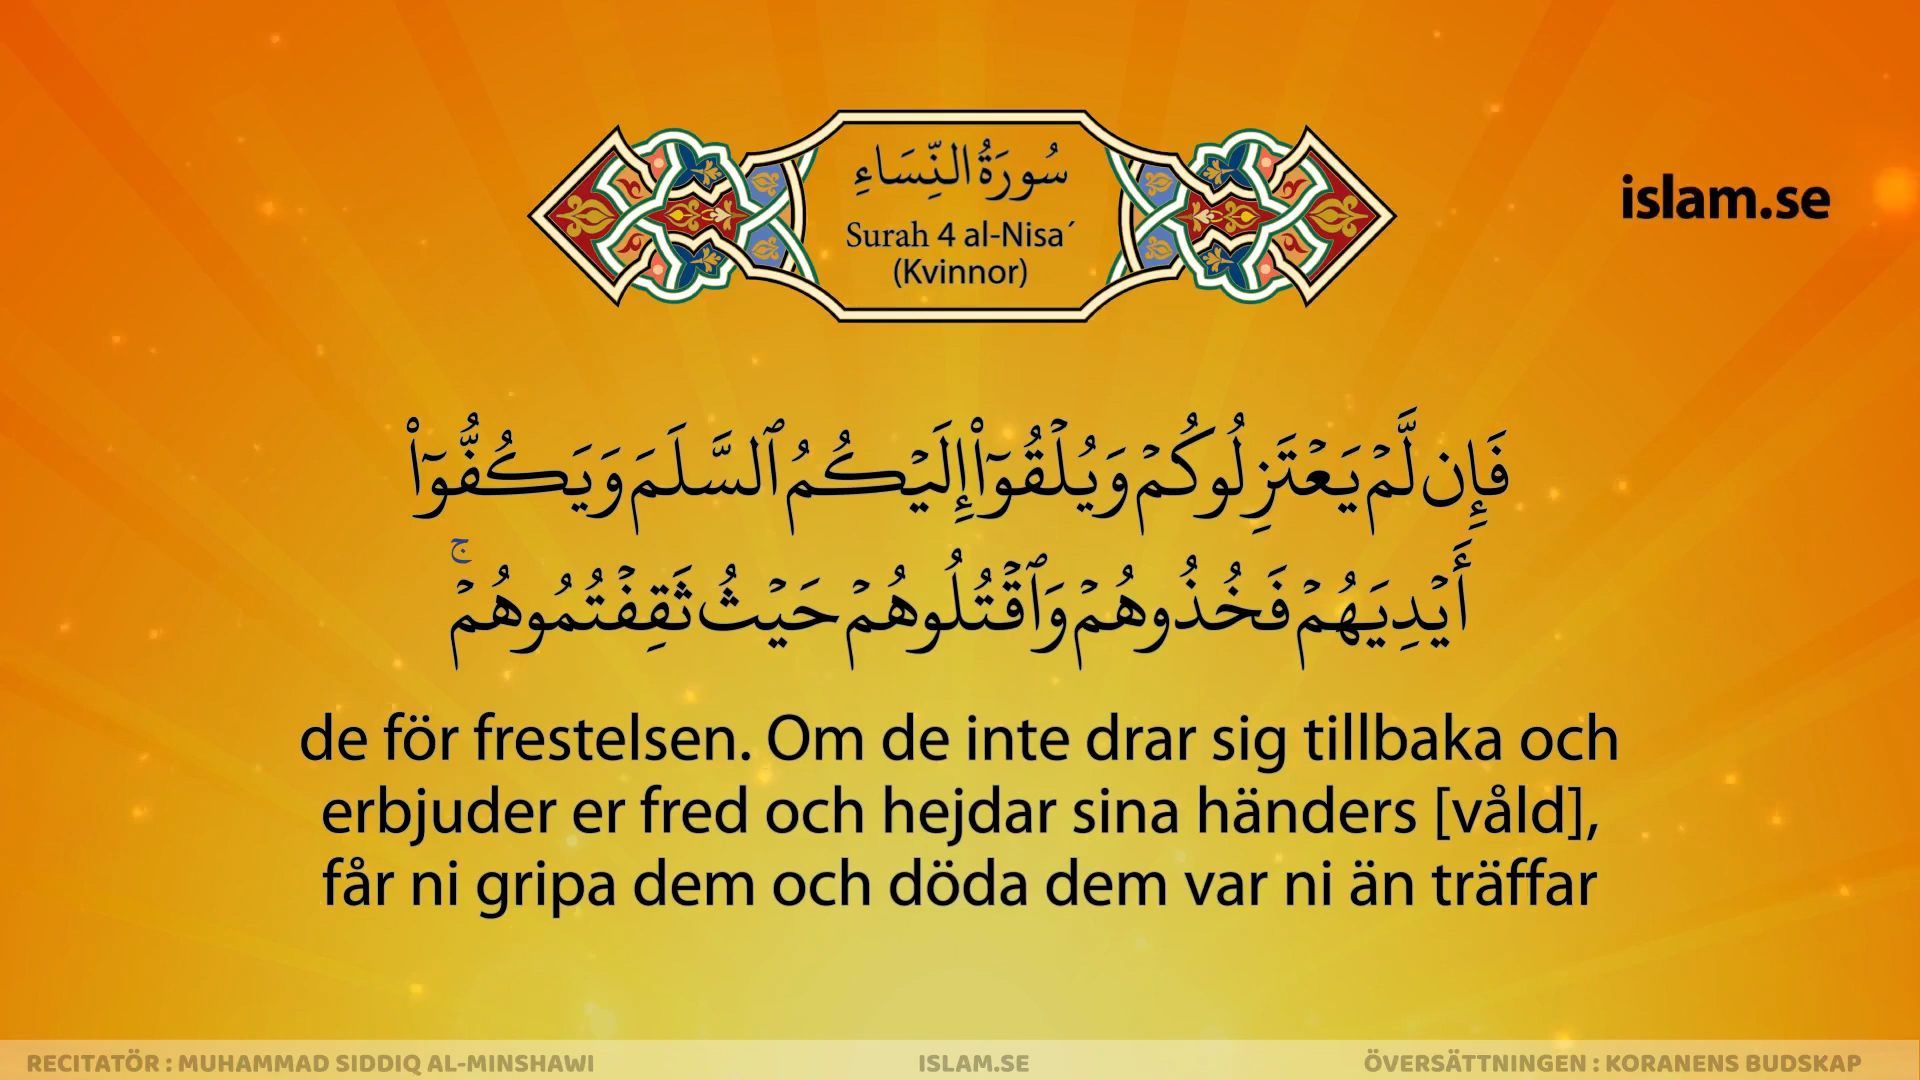 سُورَةُ النِّسَاءِ
Surah 4 al-Nisa´
(Kvinnor)
islam.se
فَإِن لَّمۡ يَعۡتَزِلُوكُمۡ وَيُلۡقُوٓاْ إِلَيۡكُمُ ٱلسَّلَمَ وَيَكُفُّوٓاْ
أَيۡدِيَهُمۡ فَخُذُوهُمۡ وَٱقۡتُلُوهُمۡ حَيۡثُ ثَقِفۡتُمُوهُمۡۚ
de för frestelsen. Om de inte drar sig tillbaka och
erbjuder er fred och hejdar sina händers [våld],
får ni gripa dem och döda dem var ni än träffar
RECITATÖR : MUHAMMAD SIDDIQ AL-MINSHAWI
ISLAM.SE
ÖVERSÄTTNINGEN : KORANENS BUDSKAP